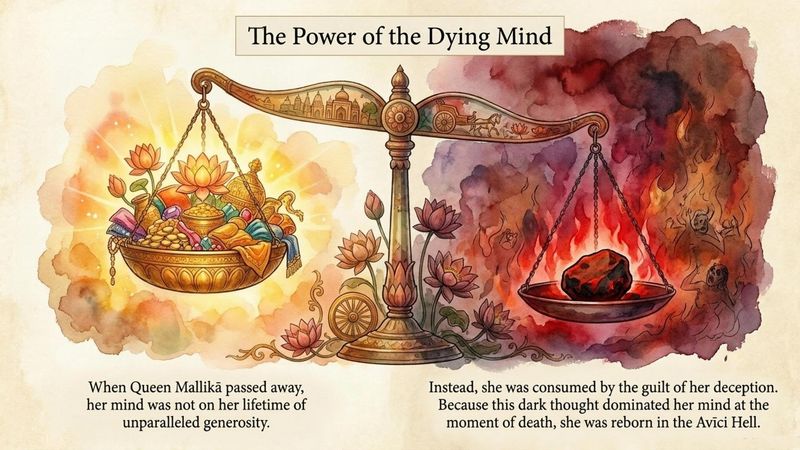 The Power of the Dying Mind
When Queen Mallikā passed away,
her mind was not on her lifetime of
unparalleled generosity.
Instead, she was consumed by the guilt of her deception.
Because this dark thought dominated her mind at the
moment of death, she was reborn in the Avīci Hell.